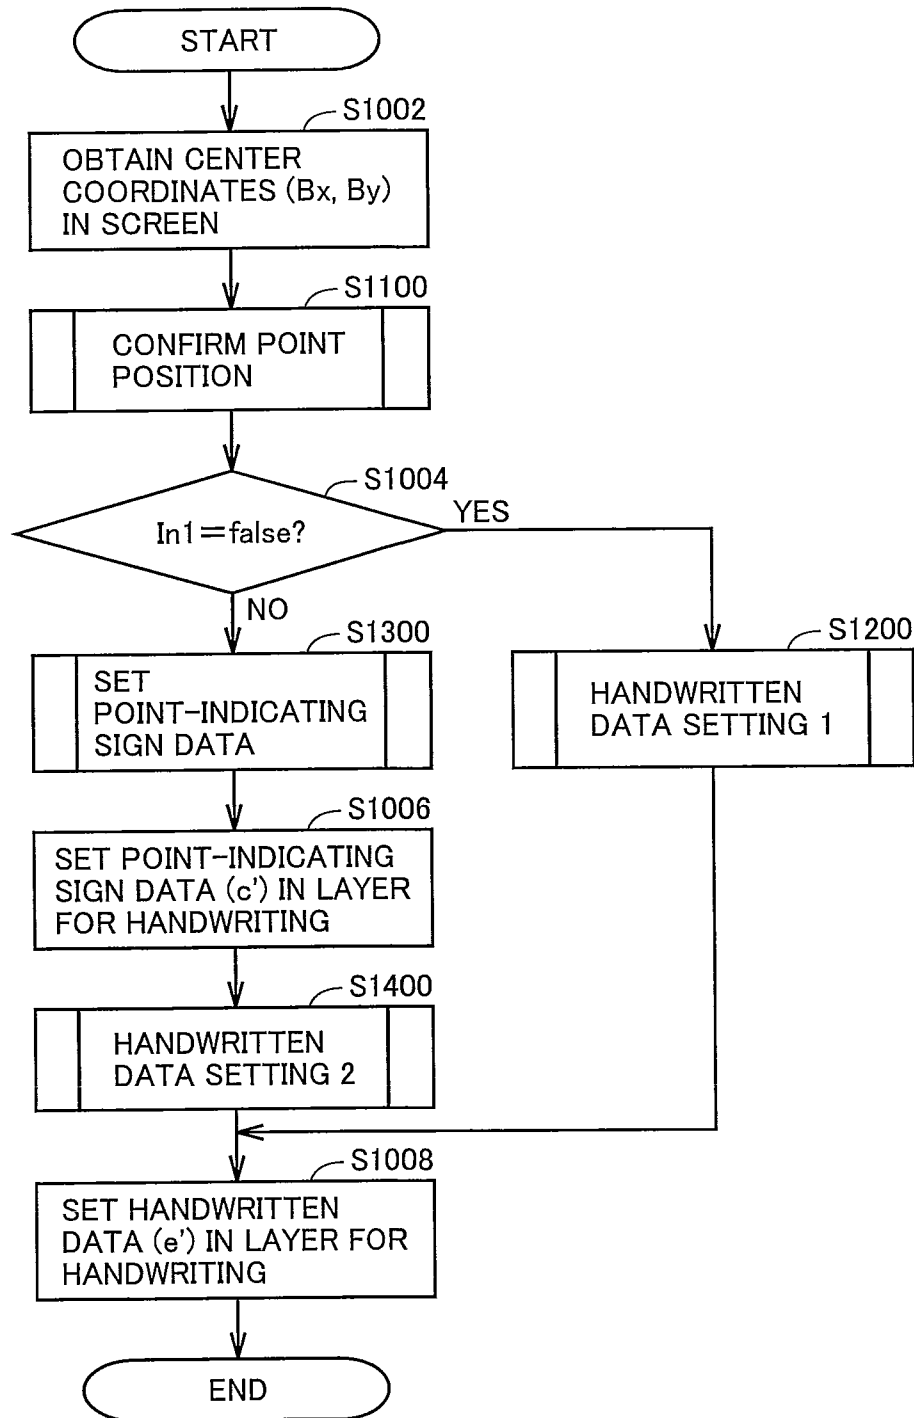 START
S1002
OBTAIN CENTER
COORDINATES (Bx, By)
IN SCREEN
S1100
CONFIRM POINT
POSITION
S1004
In1=false?
YES
NO
S1300
SET
POINT-INDICATING
SIGN DATA
S1200
HANDWRITTEN
DATA SETTING 1
S1006
SET POINT-INDICATING
SIGN DATA (c') IN LAYER
FOR HANDWRITING
S1400
HANDWRITTEN
DATA SETTING 2
S1008
SET HANDWRITTEN
DATA (e') IN LAYER FOR
HANDWRITING
END